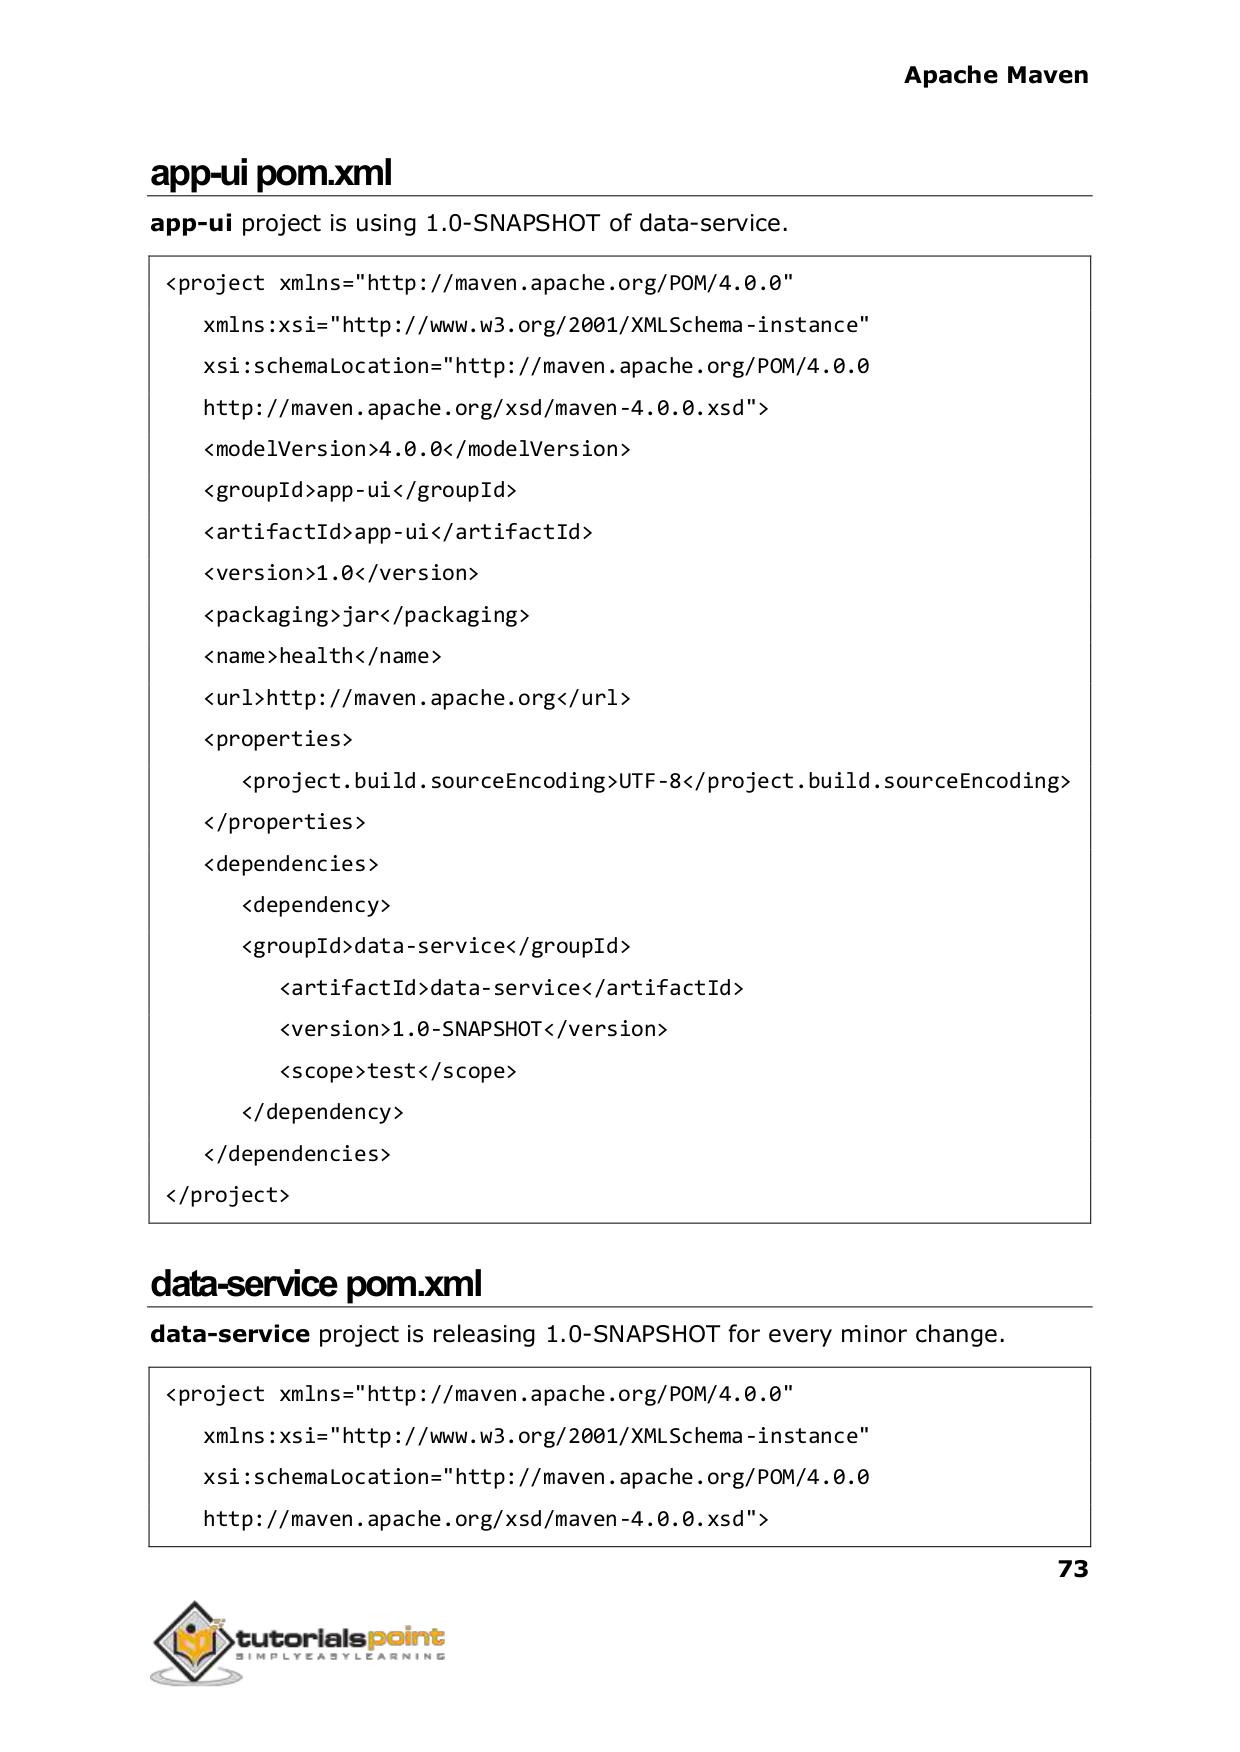 Apache Maven
app-ui pom.xml
app-ui project is using 1.0-SNAPSHOT of data-service.
<project xmlns="http://maven.apache.org/POM/4.0.0"
   xmlns:xsi="http://www.w3.org/2001/XMLSchema-instance"
   xsi:schemaLocation="http://maven.apache.org/POM/4.0.0
   http://maven.apache.org/xsd/maven-4.0.0.xsd">
   <modelVersion>4.0.0</modelVersion>
   <groupId>app-ui</groupId>
   <artifactId>app-ui</artifactId>
   <version>1.0</version>
   <packaging>jar</packaging>
   <name>health</name>
   <url>http://maven.apache.org</url>
   <properties>
      <project.build.sourceEncoding>UTF-8</project.build.sourceEncoding>
   </properties>
   <dependencies>
      <dependency>
      <groupId>data-service</groupId>
         <artifactId>data-service</artifactId>
         <version>1.0-SNAPSHOT</version>
         <scope>test</scope>
      </dependency>
   </dependencies>
</project>
data-service pom.xml
data-service project is releasing 1.0-SNAPSHOT for every minor change.
<project xmlns="http://maven.apache.org/POM/4.0.0"
   xmlns:xsi="http://www.w3.org/2001/XMLSchema-instance"
   xsi:schemaLocation="http://maven.apache.org/POM/4.0.0
   http://maven.apache.org/xsd/maven-4.0.0.xsd">
73
tutorialspoint
SIMPLYEASYLEARNING